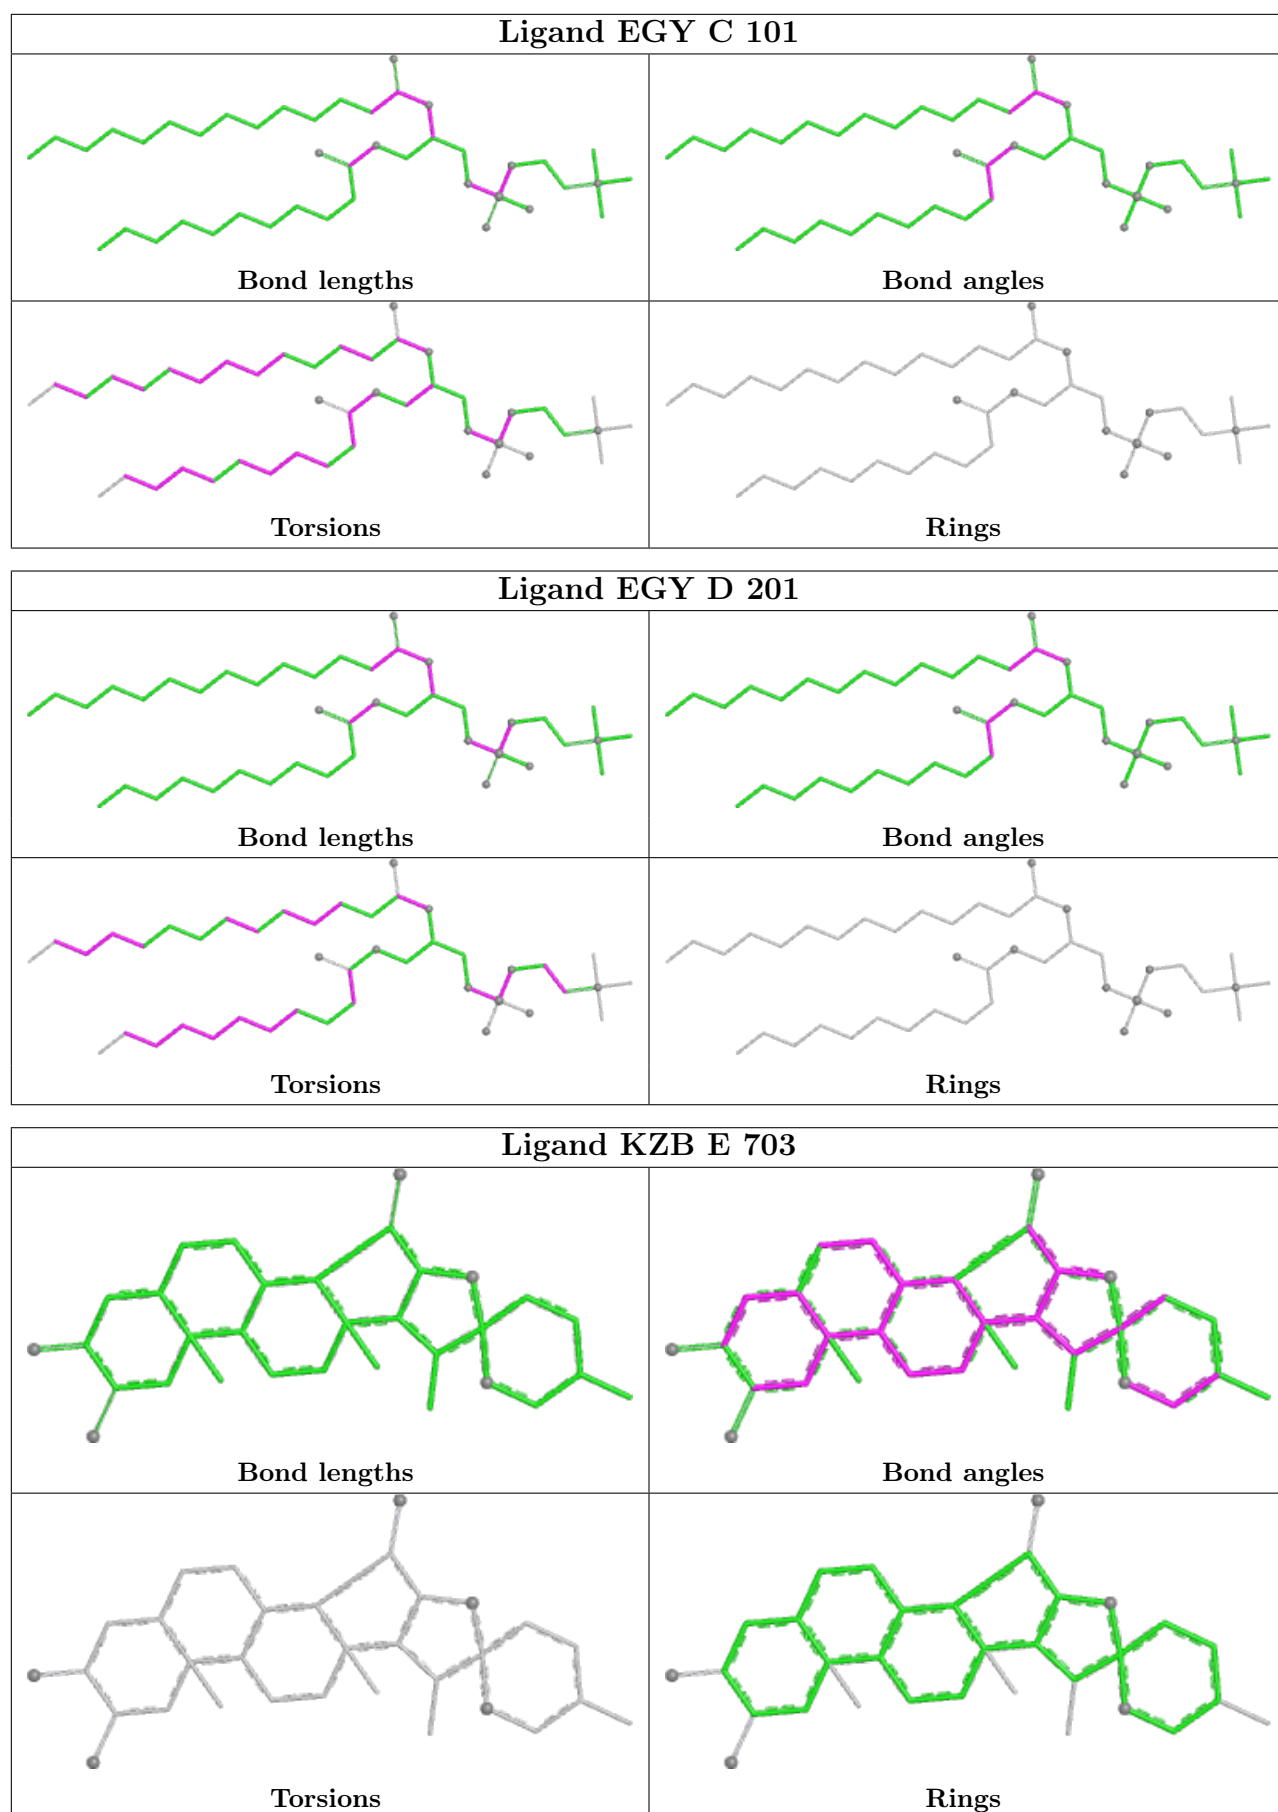 Ligand EGY C 101
Bond lengths
Bond angles
Torsions
Rings
Ligand EGY D 201
Bond lengths
Bond angles
Torsions
Rings
Ligand KZB E 703
Bond lengths
Bond angles
Torsions
Rings